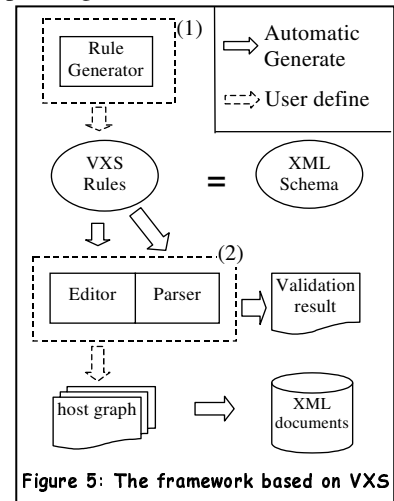 (1)
Rule
Generator
Automatic
Generate
User define
VXS
Rules
=
XML
Schema
(2)
Editor
Parser
Validation
result
host graph
XML
documents
Figure 5: The framework based on VXS